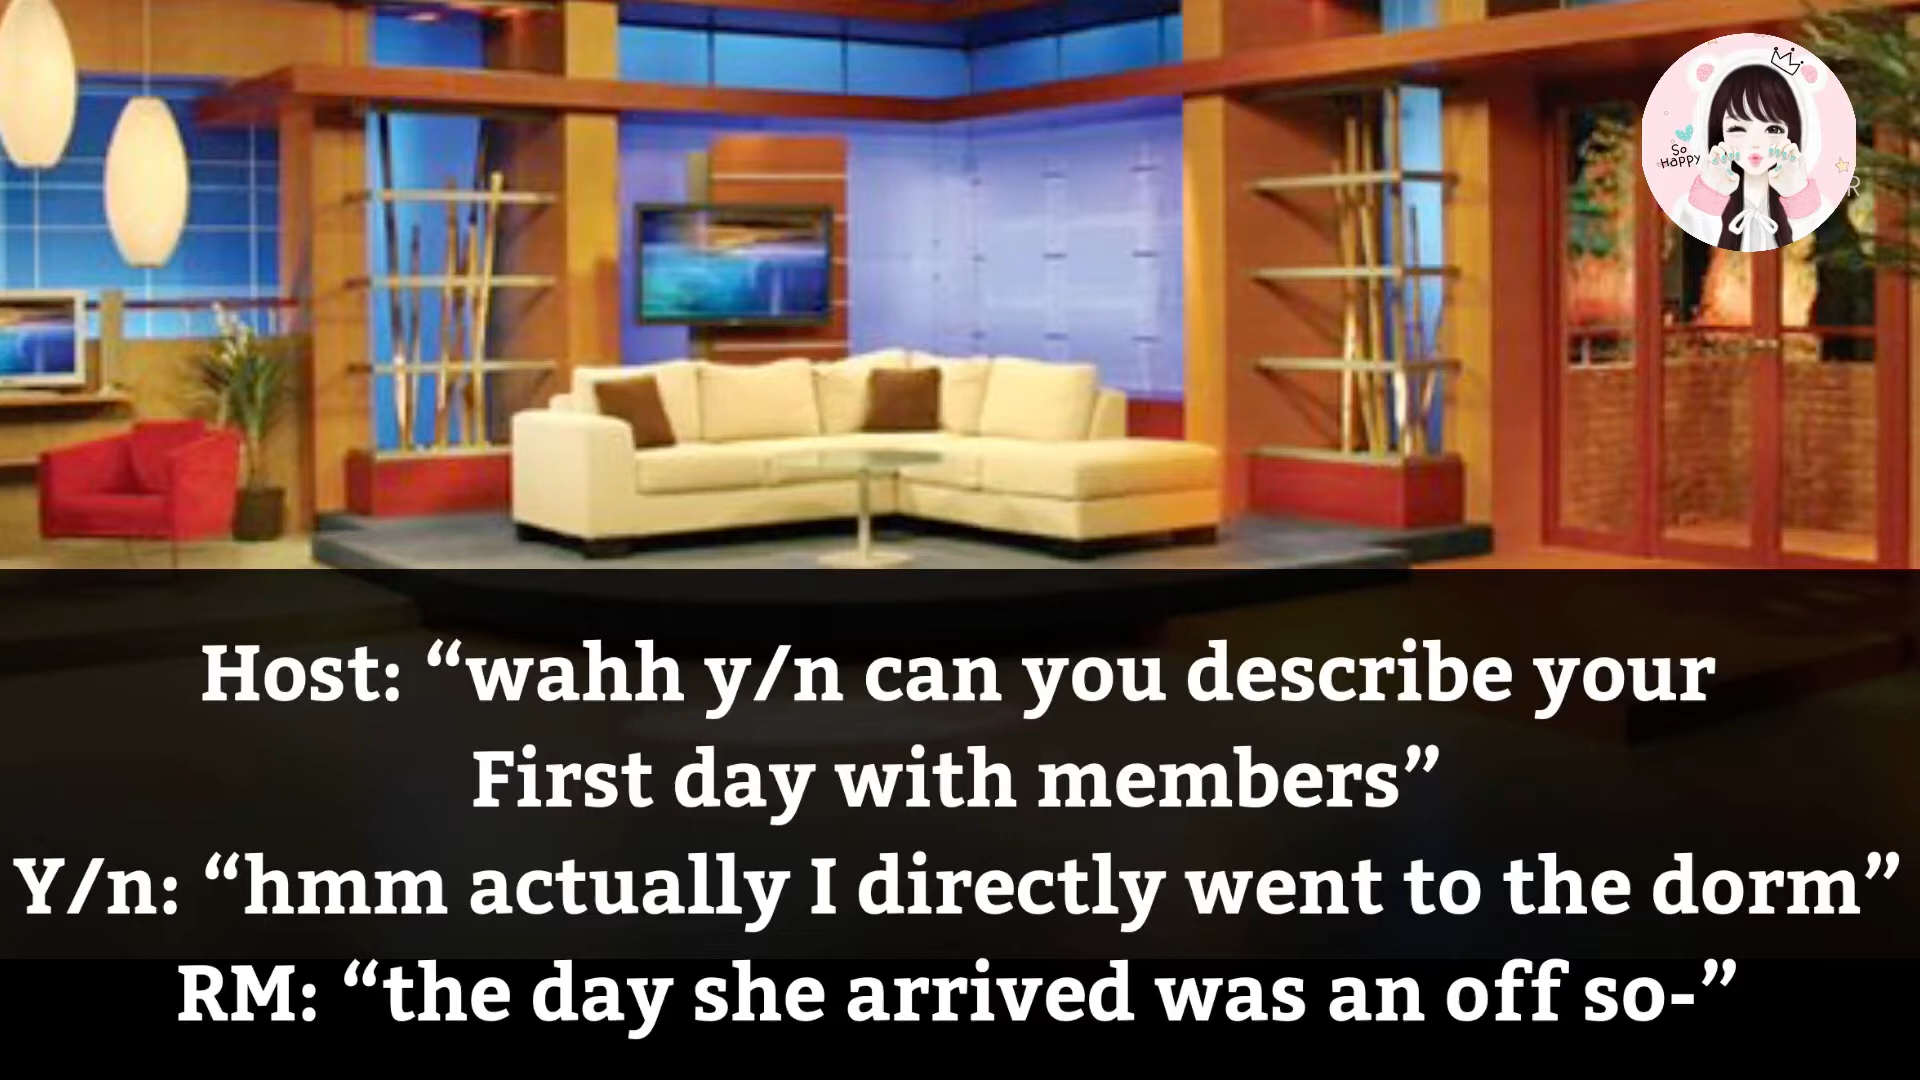 So
Happy
R
Host: “wahh y/n can you describe your
First day with members”
Y/n: “hmm actually I directly went to the dorm”
RM: “the day she arrived was an off so-”